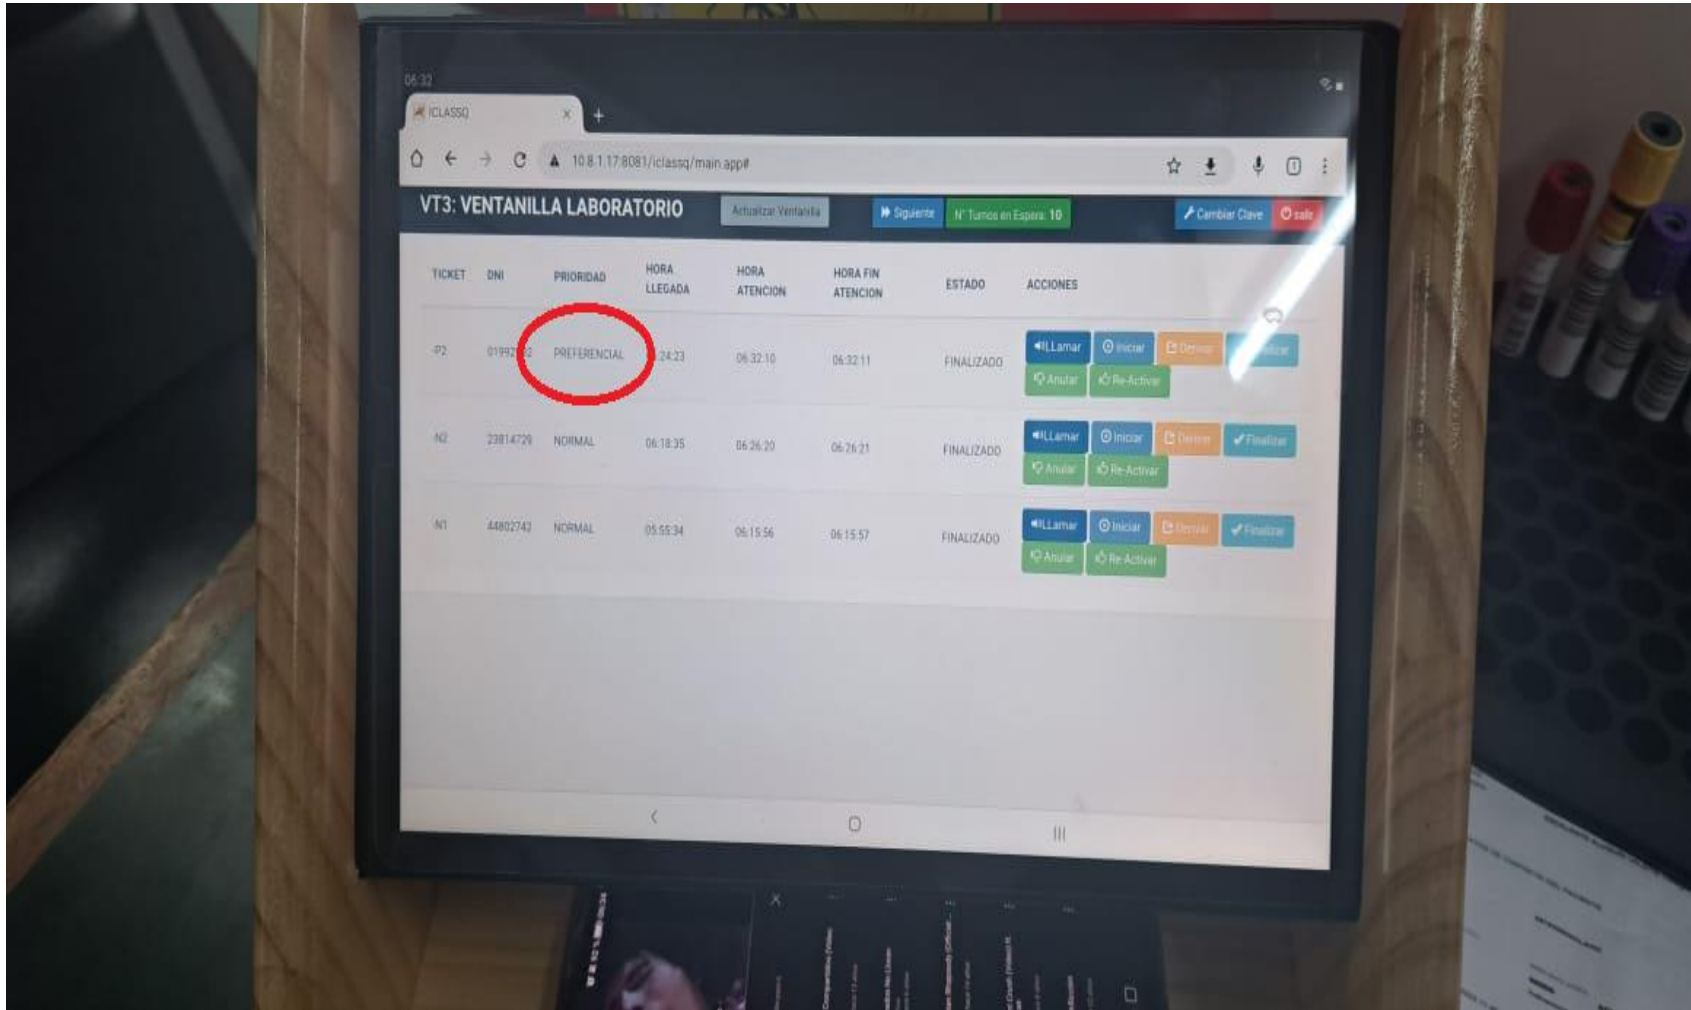 06:32
ICLASSQ
10.8.1.17:8081/iclassq/main.app#
VT3: VENTANILLA LABORATORIO
Actualizar Ventanilla
Siguiente
N° Turnos en Espera: 10
Cambiar Clave
salir
TICKET DNI PRIORIDAD HORA LLEGADA HORA ATENCION HORA FIN ATENCION ESTADO ACCIONES
P2 PREFERENCIAL 24:23 06:32:10 06:32:11 FINALIZADO
LLamar Iniciar Derivar
Anular Re-Activar
N2 23814729 NORMAL 06:18:35 06:26:20 06:26:21 FINALIZADO
LLamar Iniciar Derivar Finalizar
Anular Re-Activar
N1 44802742 NORMAL 05:55:34 06:15:56 06:15:57 FINALIZADO
LLamar Iniciar Derivar Finalizar
Anular Re-Activar